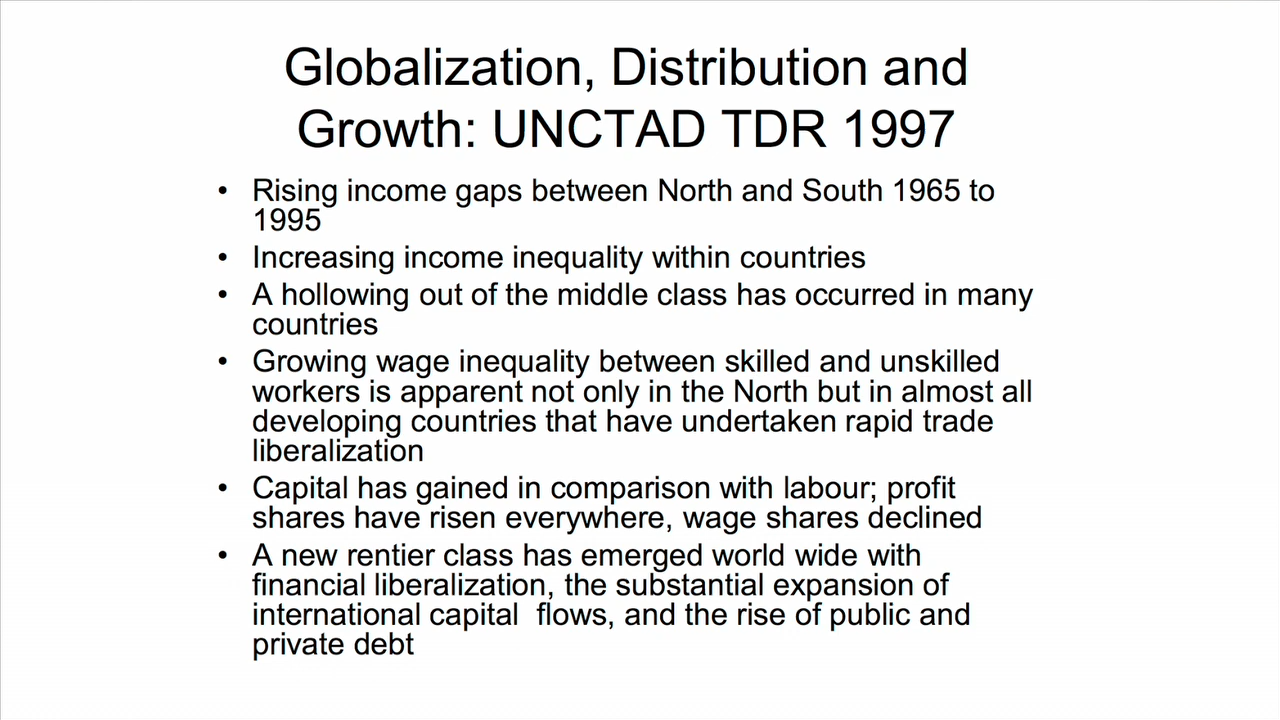 Globalization, Distribution and
Growth: UNCTAD TDR 1997
• Rising income gaps between North and South 1965 to
1995
• Increasing income inequality within countries
• A hollowing out of the middle class has occurred in many
countries
• Growing wage inequality between skilled and unskilled
workers is apparent not only in the North but in almost all
developing countries that have undertaken rapid trade
liberalization
• Capital has gained in comparison with labour; profit
shares have risen everywhere, wage shares declined
• A new rentier class has emerged world wide with
financial liberalization, the substantial expansion of
international capital  flows, and the rise of public and
private debt